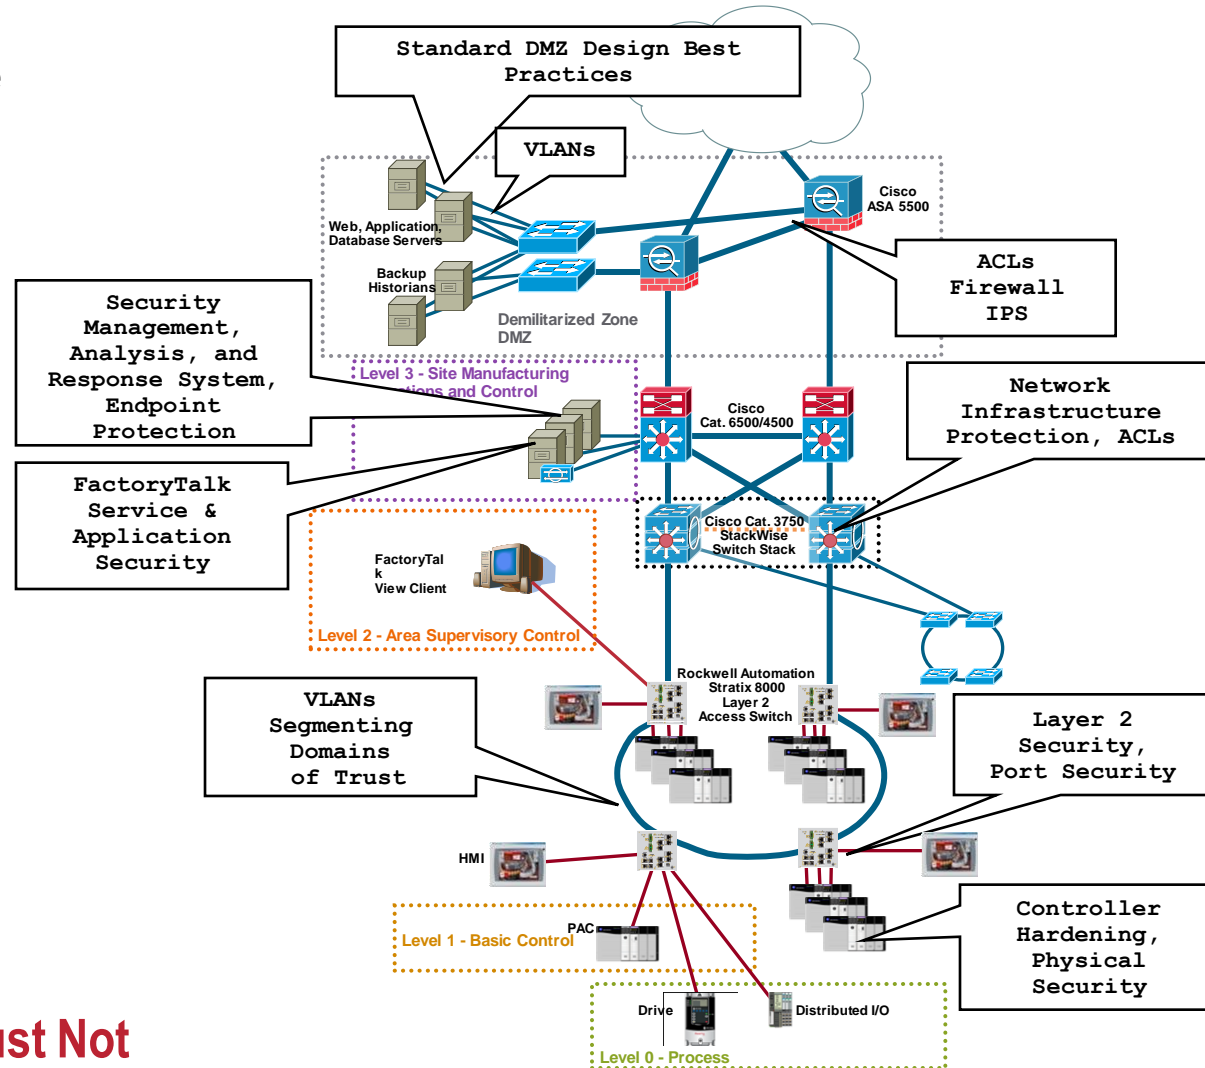 Standard DMZ Design Best
Practices
VLANs
Cisco
ASA 5500
Web, Application,
Database Servers
Backup
Historians
Demilitarized Zone
DMZ
ACLs
Firewall
IPS
Security
Management,
Analysis, and
Response System,
Endpoint
Protection
Level 3 - Site Manufacturing
and Control
Cisco
Cat. 6500/4500
Network
Infrastructure
Protection, ACLs
FactoryTalk
Service &
Application
Security
Cisco Cat. 3750
StackWise
Switch Stack
FactoryTal
k
View Client
Level 2 - Area Supervisory Control
Rockwell Automation
Stratix 8000
Layer 2
Access Switch
VLANs
Segmenting
Domains
of Trust
Layer 2
Security,
Port Security
HMI
PAC
Level 1 - Basic Control
Controller
Hardening,
Physical
Security
Drive
Distributed I/O
Level 0 - Process
Not